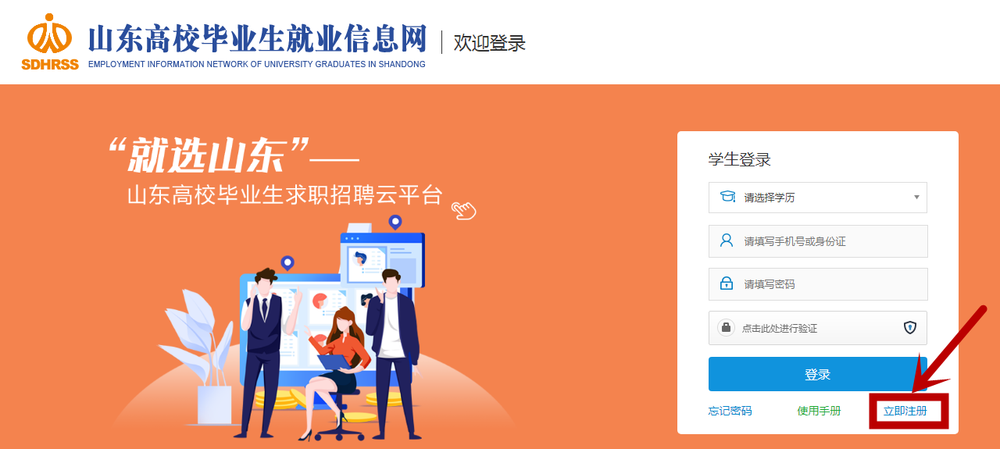 SDHRSS
山东高校毕业生就业信息网
EMPLOYMENT INFORMATION NETWORK OF UNIVERSITY GRADUATES IN SHANDONG
欢迎登录
“就选山东”——
山东高校毕业生求职招聘云平台
学生登录
请选择学历
请填写手机号或身份证
请填写密码
点击此处进行验证
登录
忘记密码 使用手册 立即注册